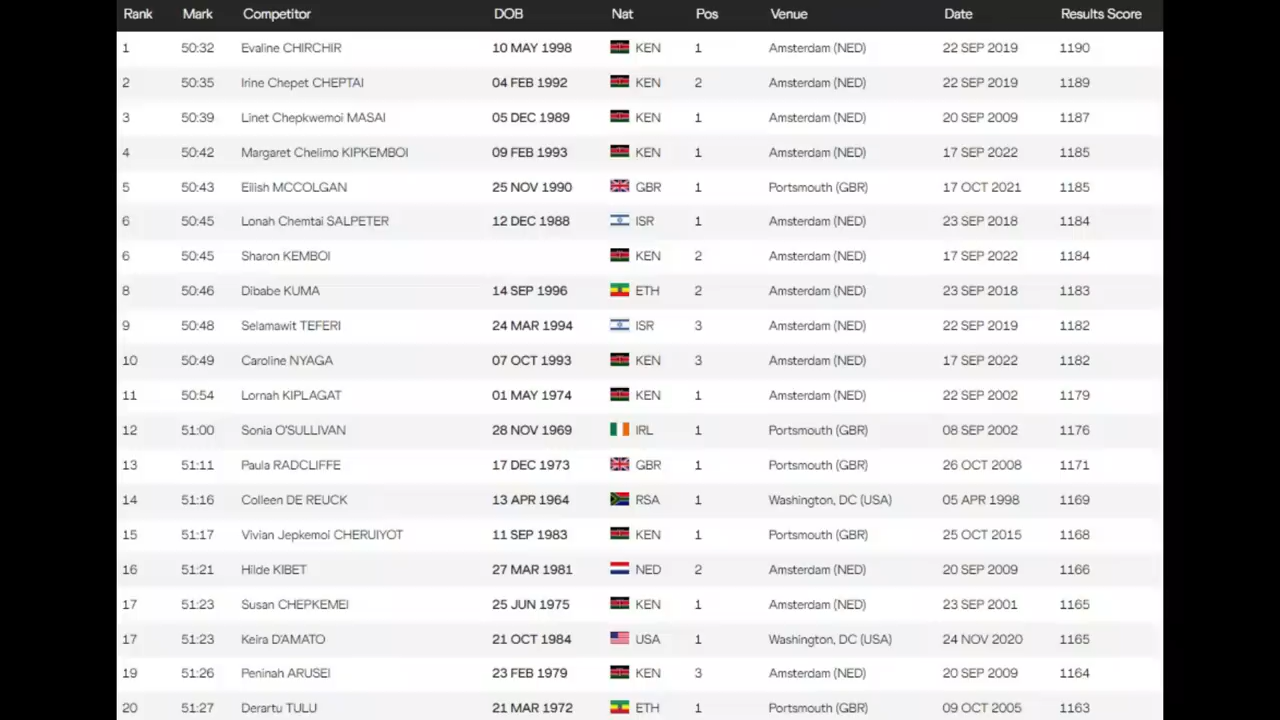 Rank Mark Competitor DOB Nat Pos Venue Date Results Score
1 50:32 Evaline CHIRCHIR 10 MAY 1998 KEN 1 Amsterdam (NED) 22 SEP 2019 1190
2 50:35 Irine Chepet CHEPTAI 04 FEB 1992 KEN 2 Amsterdam (NED) 22 SEP 2019 1189
3 50:39 Linet Chepkwemoi MASAI 05 DEC 1989 KEN 1 Amsterdam (NED) 20 SEP 2009 1187
4 50:42 Margaret Chelimo KIPKEMBOI 09 FEB 1993 KEN 1 Amsterdam (NED) 17 SEP 2022 1185
5 50:43 Eilish MCCOLGAN 25 NOV 1990 GBR 1 Portsmouth (GBR) 17 OCT 2021 1185
6 50:45 Lonah Chemtai SALPETER 12 DEC 1988 ISR 1 Amsterdam (NED) 23 SEP 2018 1184
6 50:45 Sharon KEMBOI KEN 2 Amsterdam (NED) 17 SEP 2022 1184
8 50:46 Dibabe KUMA 14 SEP 1996 ETH 2 Amsterdam (NED) 23 SEP 2018 1183
9 50:48 Selamawit TEFERI 24 MAR 1994 ISR 3 Amsterdam (NED) 22 SEP 2019 1182
10 50:49 Caroline NYAGA 07 OCT 1993 KEN 3 Amsterdam (NED) 17 SEP 2022 1182
11 50:54 Lornah KIPLAGAT 01 MAY 1974 KEN 1 Amsterdam (NED) 22 SEP 2002 1179
12 51:00 Sonia O'SULLIVAN 28 NOV 1969 IRL 1 Portsmouth (GBR) 08 SEP 2002 1176
13 51:11 Paula RADCLIFFE 17 DEC 1973 GBR 1 Portsmouth (GBR) 26 OCT 2008 1171
14 51:16 Colleen DE REUCK 13 APR 1964 RSA 1 Washington, DC (USA) 05 APR 1998 1169
15 51:17 Vivian Jepkemoi CHERUIYOT 11 SEP 1983 KEN 1 Portsmouth (GBR) 25 OCT 2015 1168
16 51:21 Hilde KIBET 27 MAR 1981 NED 2 Amsterdam (NED) 20 SEP 2009 1166
17 51:23 Susan CHEPKEMEI 25 JUN 1975 KEN 1 Amsterdam (NED) 23 SEP 2001 1165
17 51:23 Keira D'AMATO 21 OCT 1984 USA 1 Washington, DC (USA) 24 NOV 2020 1165
19 51:26 Peninah ARUSEI 23 FEB 1979 KEN 3 Amsterdam (NED) 20 SEP 2009 1164
20 51:27 Derartu TULU 21 MAR 1972 ETH 1 Portsmouth (GBR) 09 OCT 2005 1163